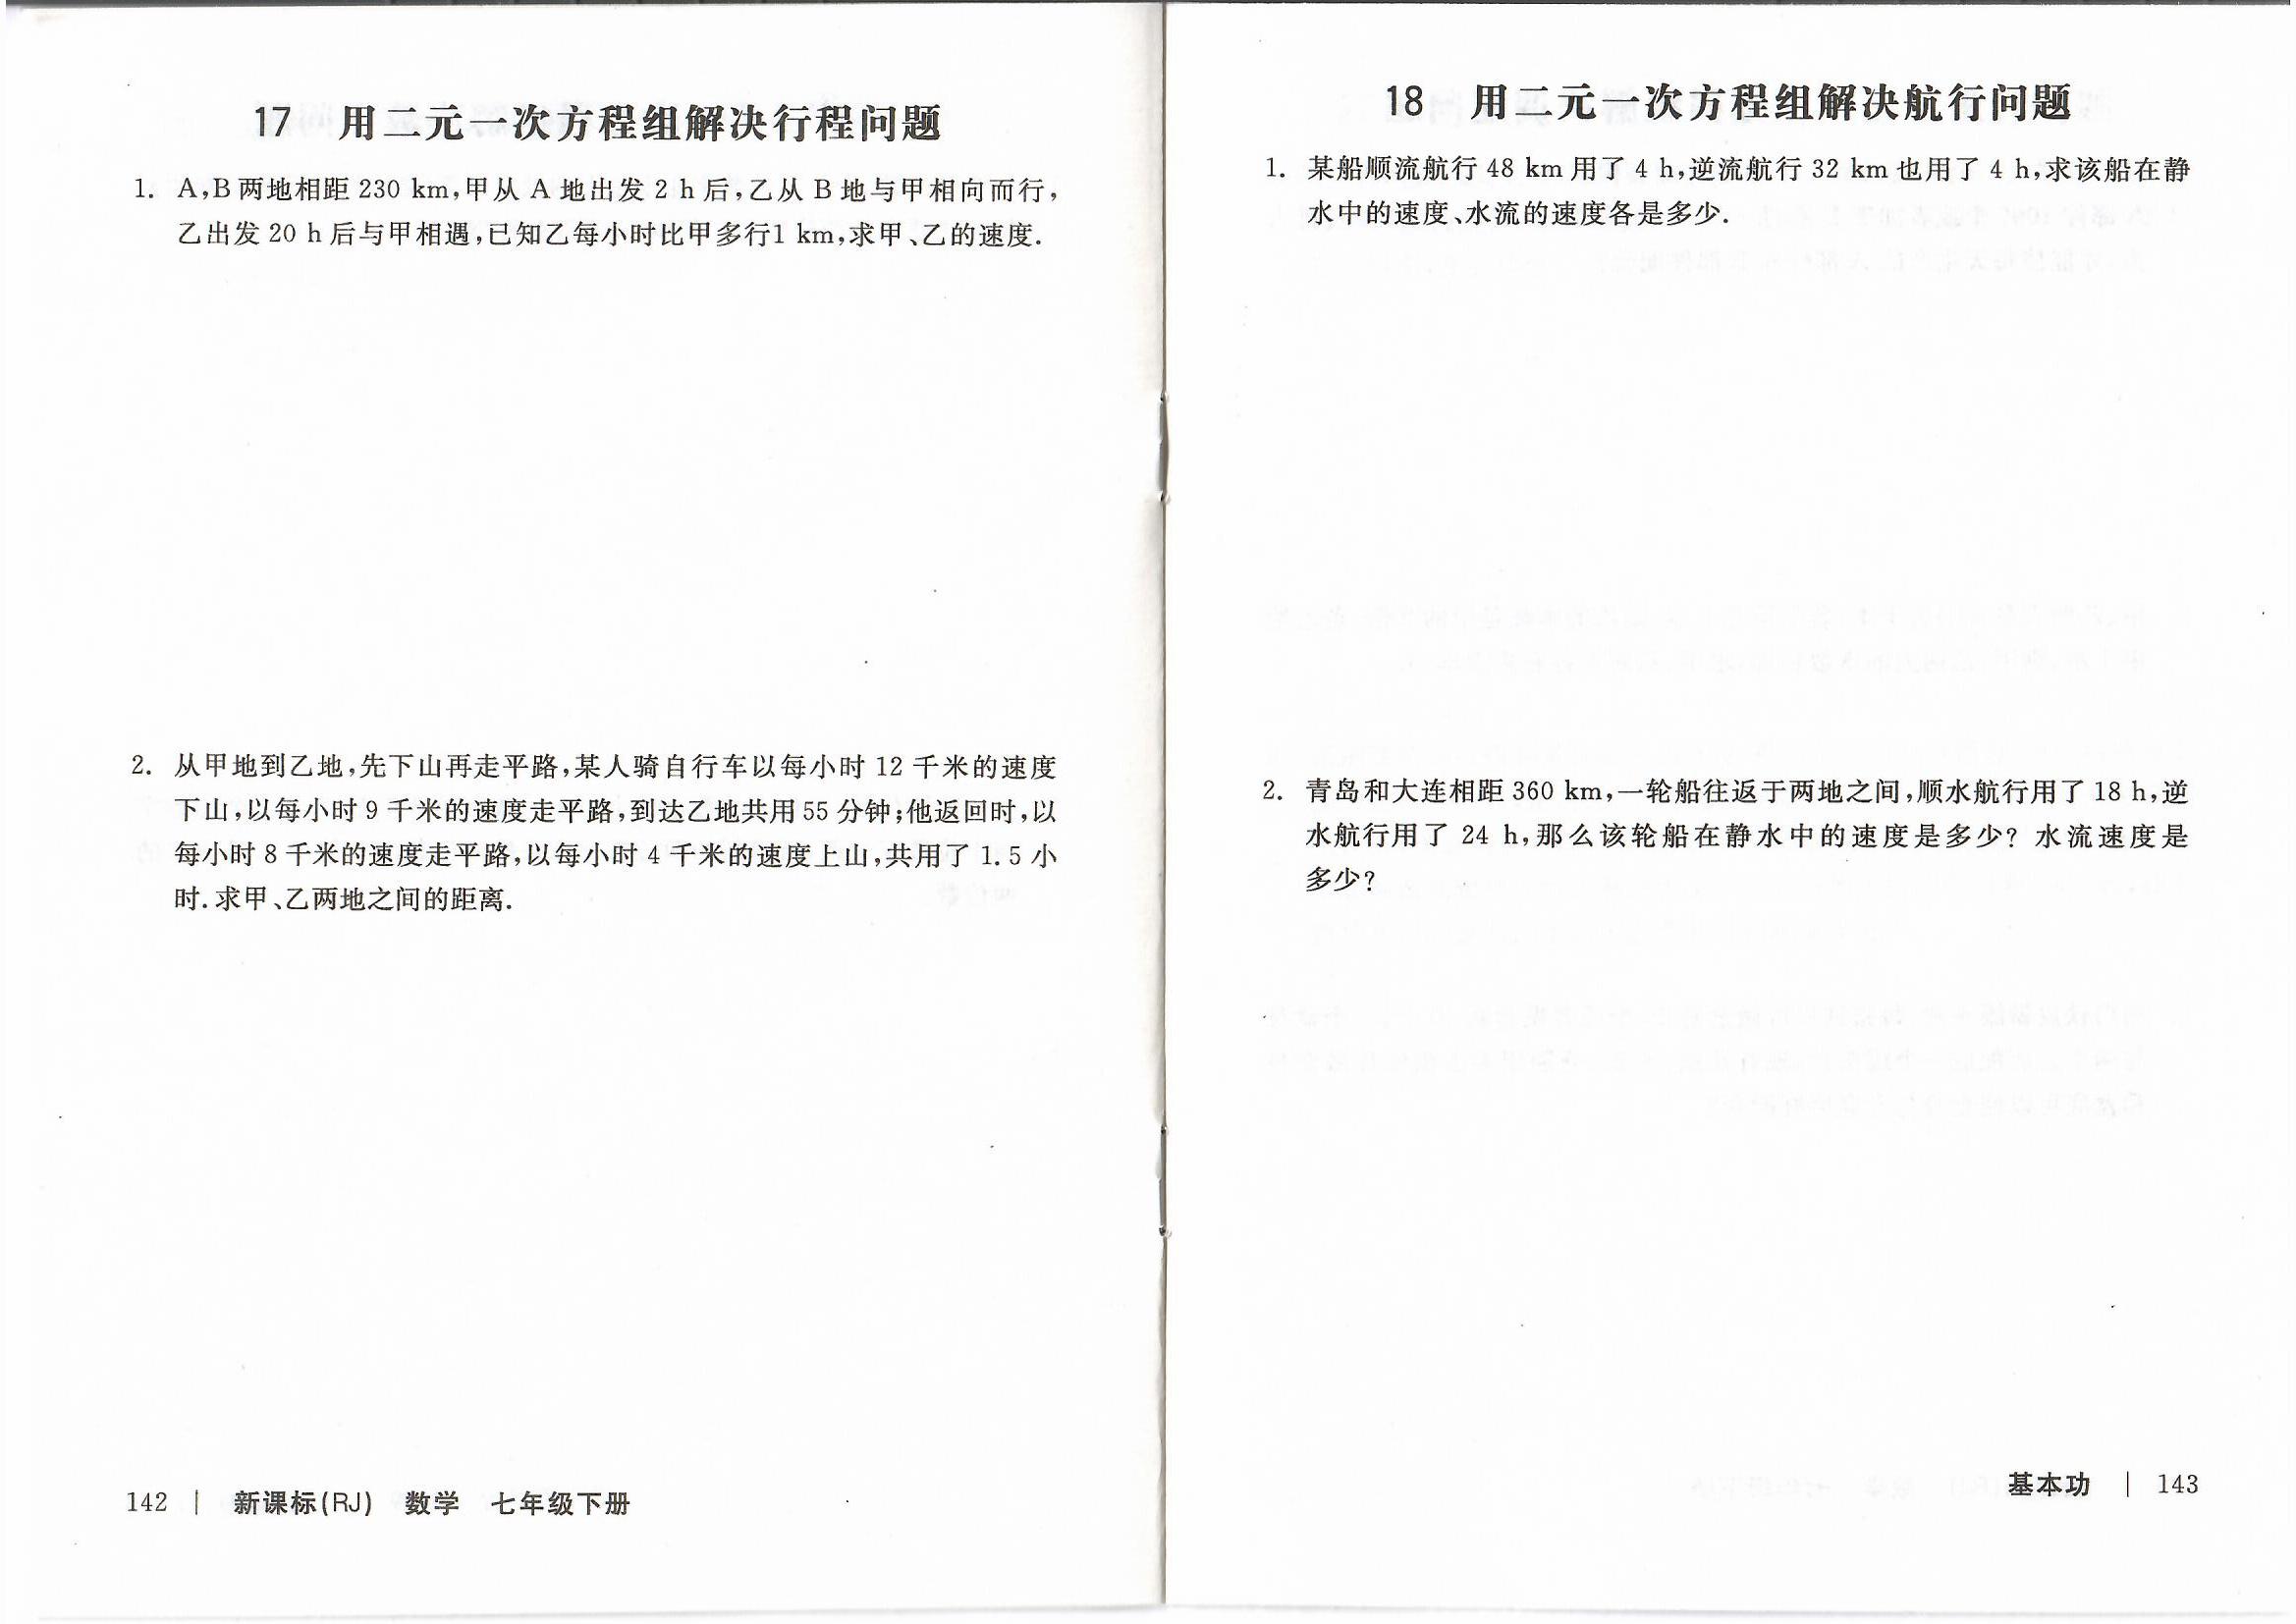 17 用二元一次方程组解决行程问题
1. A,B两地相距230 km,甲从A地出发2 h后,乙从B地与甲相向而行,
乙出发20 h后与甲相遇,已知乙每小时比甲多行1 km,求甲、乙的速度.
2. 从甲地到乙地,先下山再走平路,某人骑自行车以每小时12千米的速度
下山,以每小时9千米的速度走平路,到达乙地共用55分钟;他返回时,以
每小时8千米的速度走平路,以每小时4千米的速度上山,共用了1.5小
时.求甲、乙两地之间的距离.
142 | 新课标(RJ) 数学 七年级下册
18 用二元一次方程组解决航行问题
1. 某船顺流航行48 km用了4 h,逆流航行32 km也用了4 h,求该船在静
水中的速度、水流的速度各是多少.
2. 青岛和大连相距360 km,一轮船往返于两地之间,顺水航行用了18 h,逆
水航行用了24 h,那么该轮船在静水中的速度是多少? 水流速度是
多少?
基本功 | 143